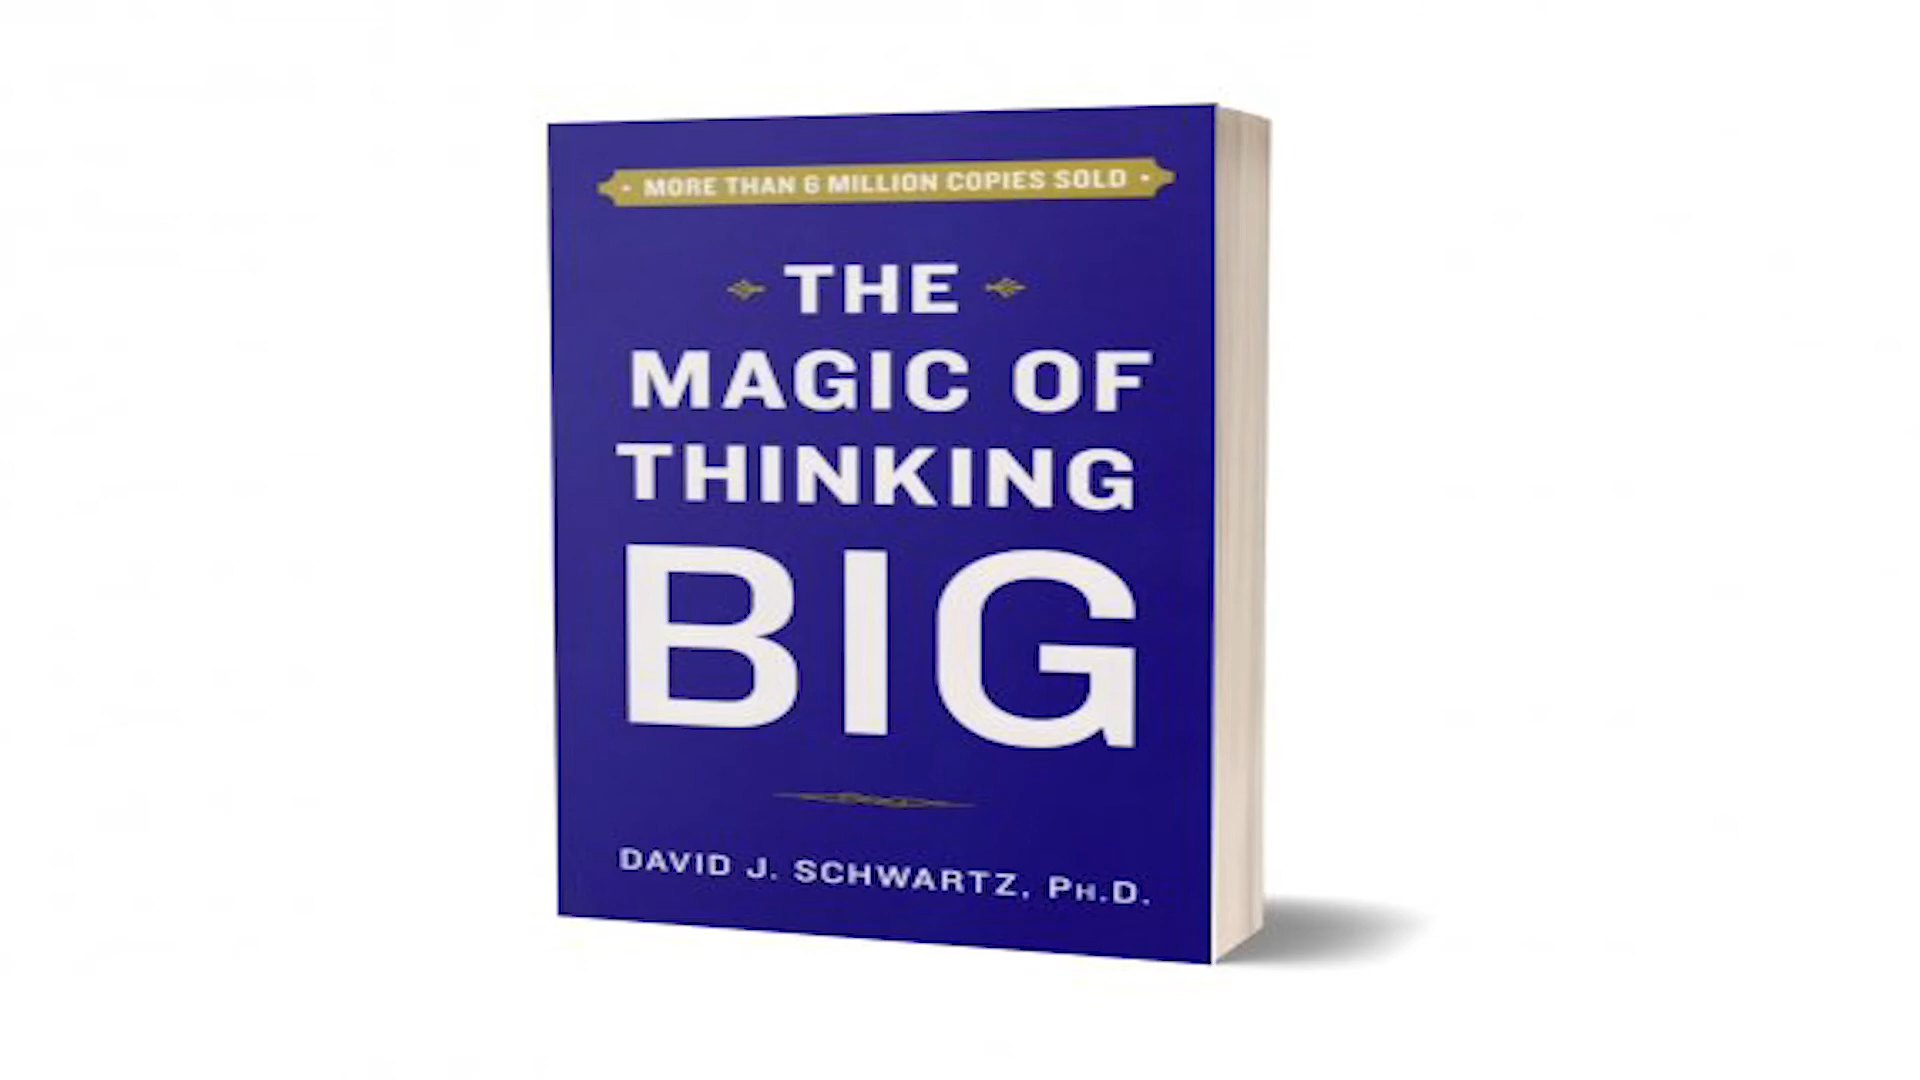 • MORE THAN 6 MILLION COPIES SOLD •
THE
MAGIC OF
THINKING
BIG
DAVID J. SCHWARTZ, PH.D.